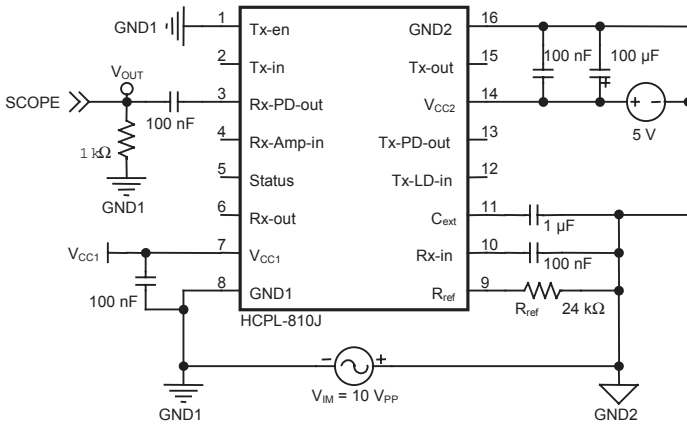 GND1
1 Tx-en GND2 16
2 Tx-in Tx-out 15
100 nF 100 µF
VOUT
SCOPE
3 Rx-PD-out VCC2 14
100 nF
+ −
5 V
4 Rx-Amp-in Tx-PD-out 13
1 kΩ
5 Status Tx-LD-in 12
GND1
6 Rx-out Cext 11
1 µF
VCC1
7 VCC1 Rx-in 10
100 nF
100 nF
8 GND1 Rref 9
Rref 24 kΩ
HCPL-810J
− +
VIM = 10 VPP
GND1
GND2